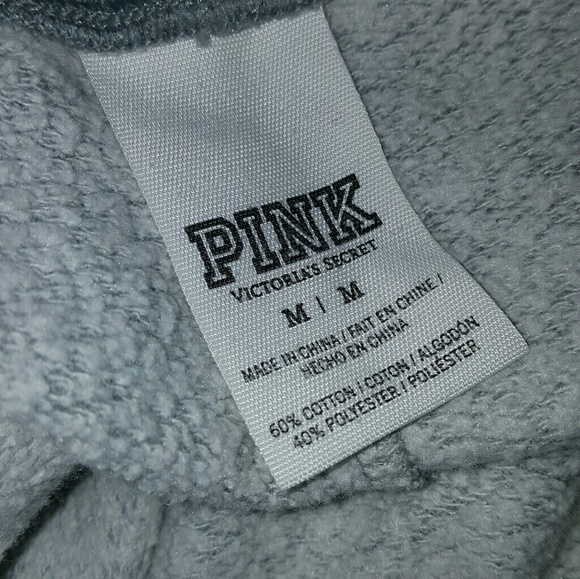 PINK
VICTORIA'S SECRET
M | M
MADE IN CHINA / FAIT EN CHINE /
HECHO EN CHINA
60% COTTON / COTON / ALGODÓN
40% POLYESTER / POLIÉSTER